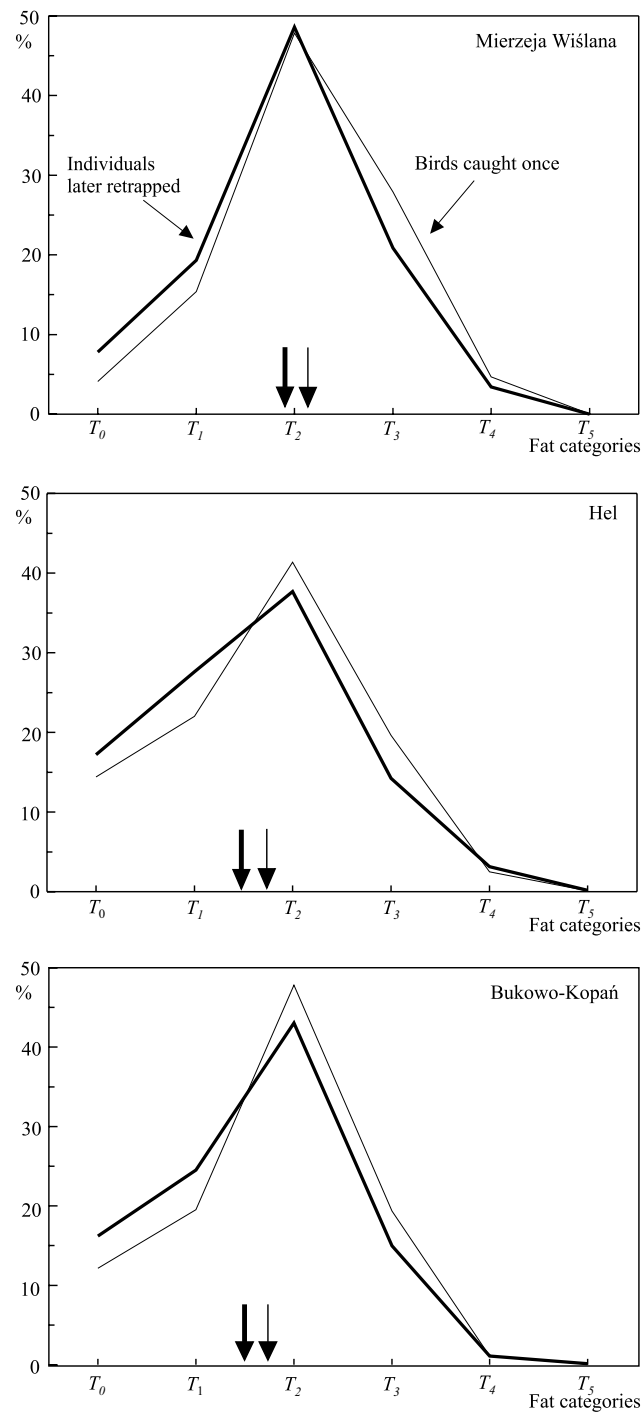 50
%
Mierzeja Wiślana
40
Individuals
later retrapped
Birds caught once
30
20
10
0
T0 T1 T2 T3 T4 T5
Fat categories
50
%
Hel
40
30
20
10
0
T0 T1 T2 T3 T4 T5
Fat categories
50
%
Bukowo-Kopań
40
30
20
10
0
T0 T1 T2 T3 T4 T5
Fat categories